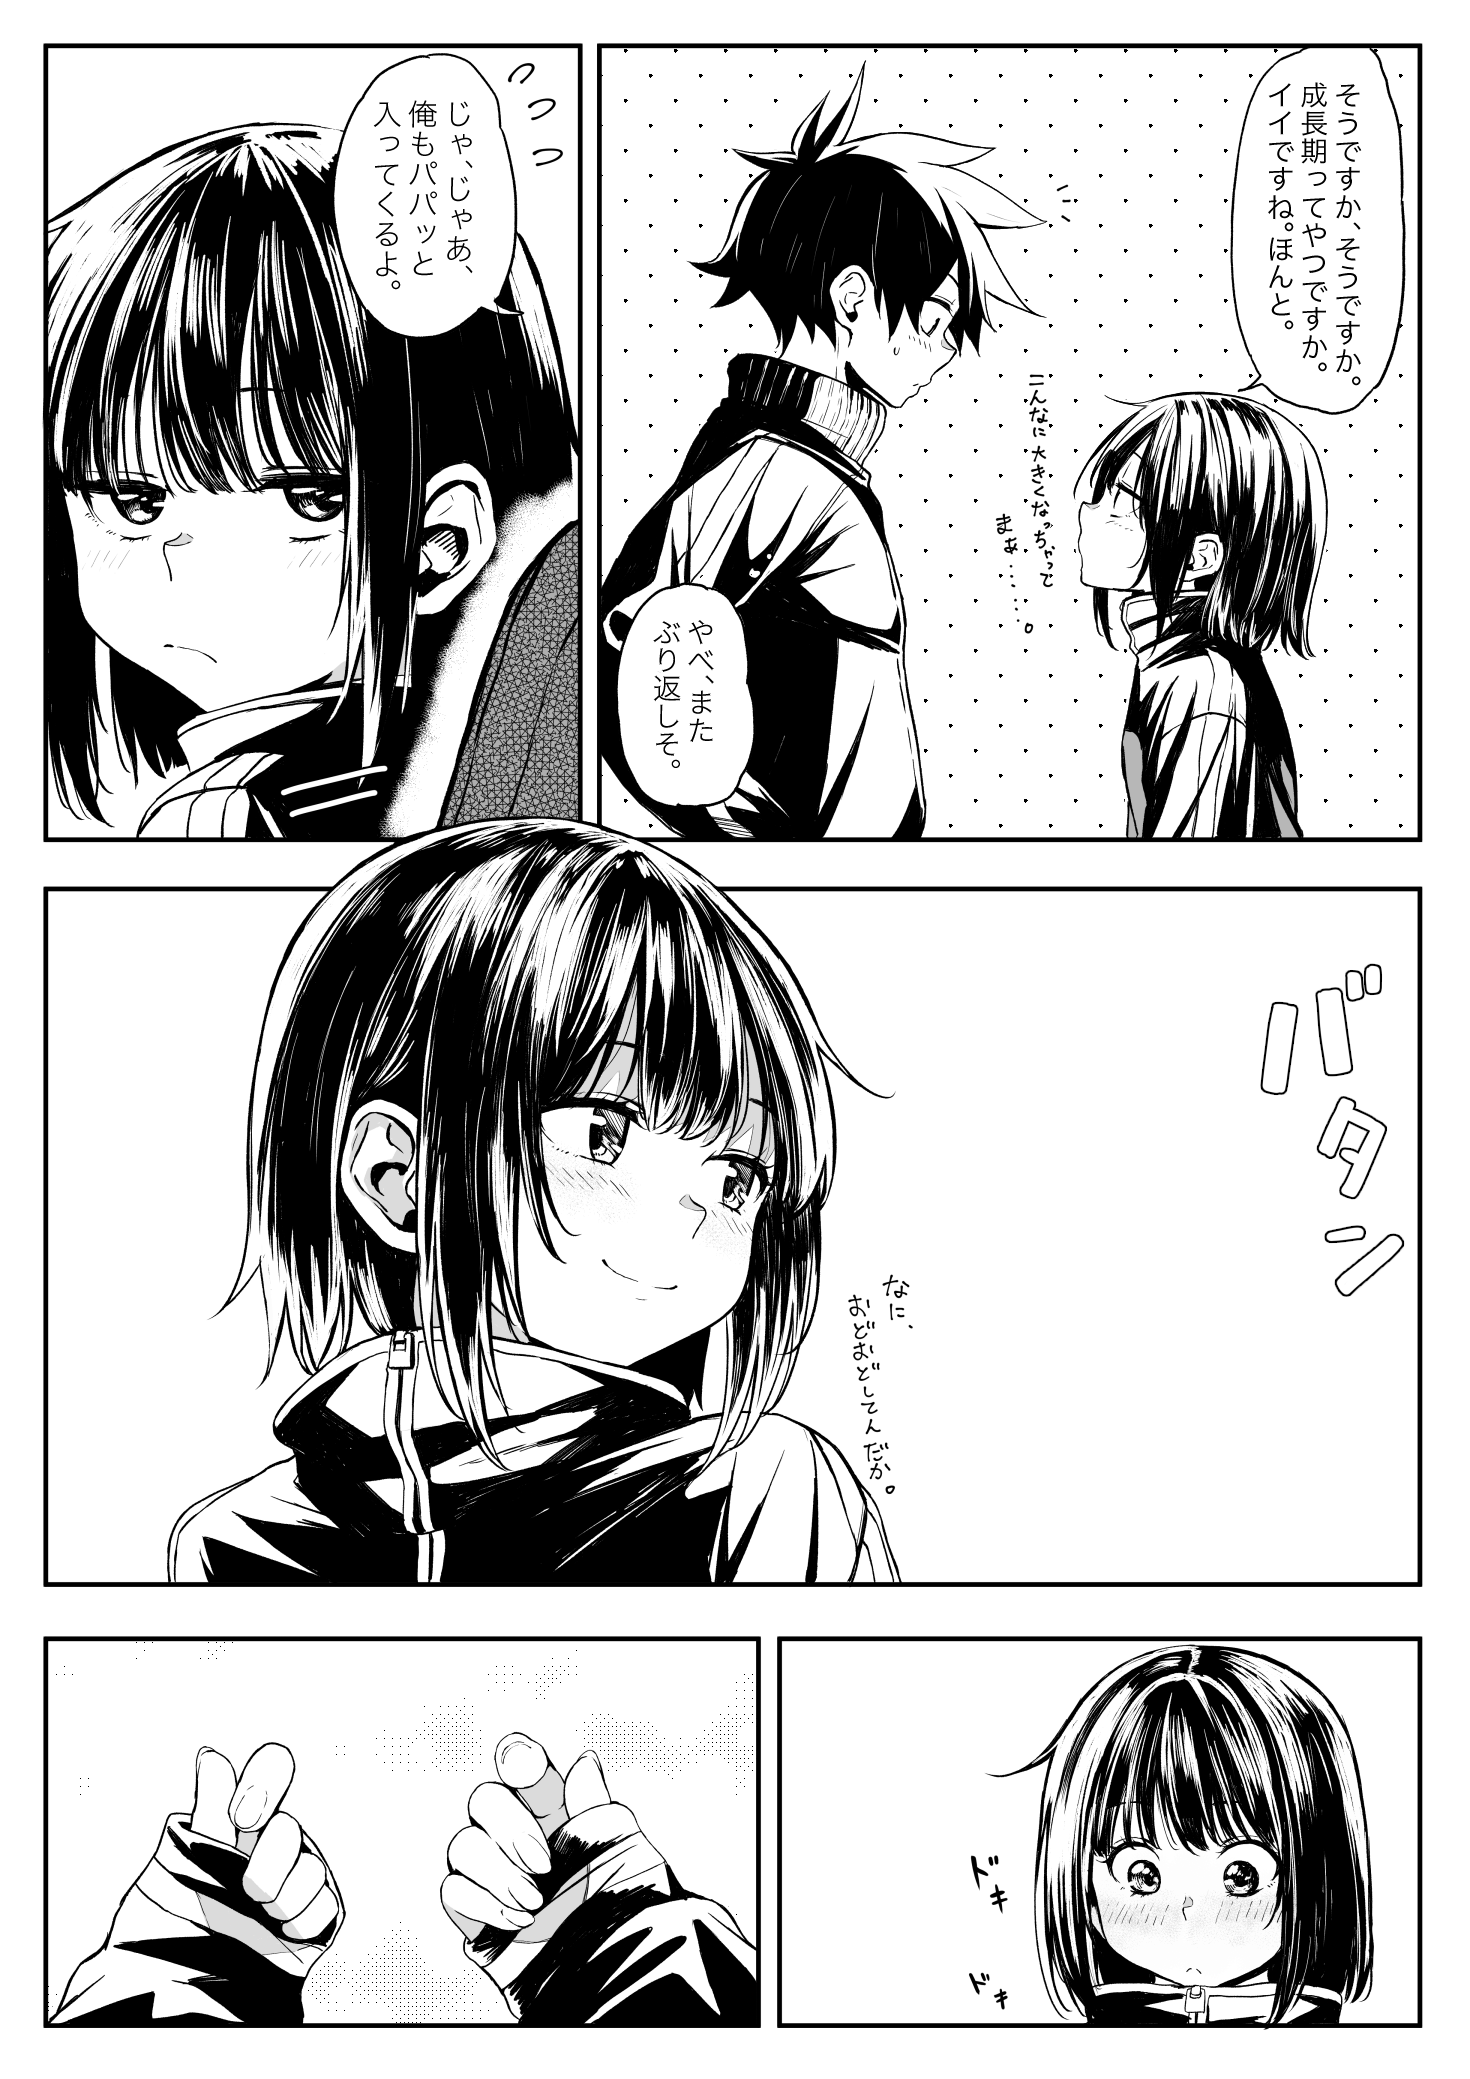 そうですか、そうですか。
成長期ってやつですか。
イイですね。ほんと。
こんなに大きくなっちゃって
まぁ・・・・・・。
やべ、また
ぶり返しそ。
じゃ、じゃあ、
俺もパパッと
入ってくるよ。
バタン
なに、
おどおどしてんだか。
ドキ
ドキ